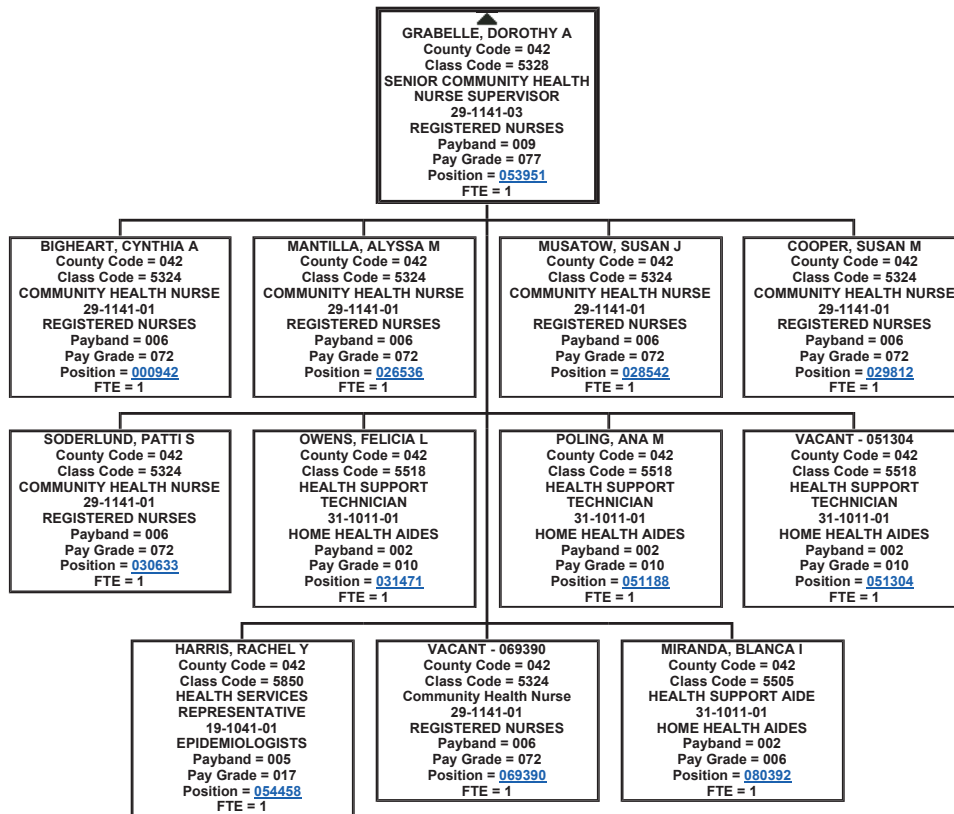 GRABELLE, DOROTHY A
County Code = 042
Class Code = 5328
SENIOR COMMUNITY HEALTH
NURSE SUPERVISOR
29-1141-03
REGISTERED NURSES
Payband = 009
Pay Grade = 077
Position = 053951
FTE = 1
BIGHEART, CYNTHIA A
County Code = 042
Class Code = 5324
COMMUNITY HEALTH NURSE
29-1141-01
REGISTERED NURSES
Payband = 006
Pay Grade = 072
Position = 000942
FTE = 1
MANTILLA, ALYSSA M
County Code = 042
Class Code = 5324
COMMUNITY HEALTH NURSE
29-1141-01
REGISTERED NURSES
Payband = 006
Pay Grade = 072
Position = 026536
FTE = 1
MUSATOW, SUSAN J
County Code = 042
Class Code = 5324
COMMUNITY HEALTH NURSE
29-1141-01
REGISTERED NURSES
Payband = 006
Pay Grade = 072
Position = 028542
FTE = 1
COOPER, SUSAN M
County Code = 042
Class Code = 5324
COMMUNITY HEALTH NURSE
29-1141-01
REGISTERED NURSES
Payband = 006
Pay Grade = 072
Position = 029812
FTE = 1
SODERLUND, PATTI S
County Code = 042
Class Code = 5324
COMMUNITY HEALTH NURSE
29-1141-01
REGISTERED NURSES
Payband = 006
Pay Grade = 072
Position = 030633
FTE = 1
OWENS, FELICIA L
County Code = 042
Class Code = 5518
HEALTH SUPPORT
TECHNICIAN
31-1011-01
HOME HEALTH AIDES
Payband = 002
Pay Grade = 010
Position = 031471
FTE = 1
POLING, ANA M
County Code = 042
Class Code = 5518
HEALTH SUPPORT
TECHNICIAN
31-1011-01
HOME HEALTH AIDES
Payband = 002
Pay Grade = 010
Position = 051188
FTE = 1
VACANT - 051304
County Code = 042
Class Code = 5518
HEALTH SUPPORT
TECHNICIAN
31-1011-01
HOME HEALTH AIDES
Payband = 002
Pay Grade = 010
Position = 051304
FTE = 1
HARRIS, RACHEL Y
County Code = 042
Class Code = 5850
HEALTH SERVICES
REPRESENTATIVE
19-1041-01
EPIDEMIOLOGISTS
Payband = 005
Pay Grade = 017
Position = 054458
FTE = 1
VACANT - 069390
County Code = 042
Class Code = 5324
Community Health Nurse
29-1141-01
REGISTERED NURSES
Payband = 006
Pay Grade = 072
Position = 069390
FTE = 1
MIRANDA, BLANCA I
County Code = 042
Class Code = 5505
HEALTH SUPPORT AIDE
31-1011-01
HOME HEALTH AIDES
Payband = 002
Pay Grade = 006
Position = 080392
FTE = 1